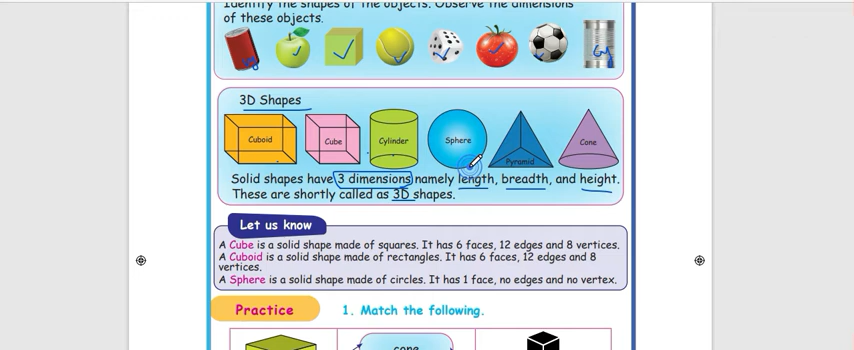 Identify the shapes of the objects. Observe the dimensions
of these objects.
3D Shapes
Cuboid
Cube
Cylinder
Sphere
Pyramid
Cone
Solid shapes have 3 dimensions namely length, breadth, and height.
These are shortly called as 3D shapes.
Let us know
A Cube is a solid shape made of squares. It has 6 faces, 12 edges and 8 vertices.
A Cuboid is a solid shape made of rectangles. It has 6 faces, 12 edges and 8
vertices.
A Sphere is a solid shape made of circles. It has 1 face, no edges and no vertex.
Practice
1. Match the following.
cone